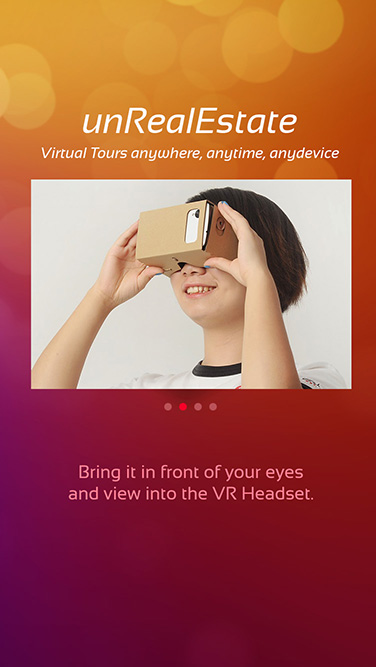 unRealEstate
Virtual Tours anywhere, anytime, anydevice
Bring it in front of your eyes
and view into the VR Headset.